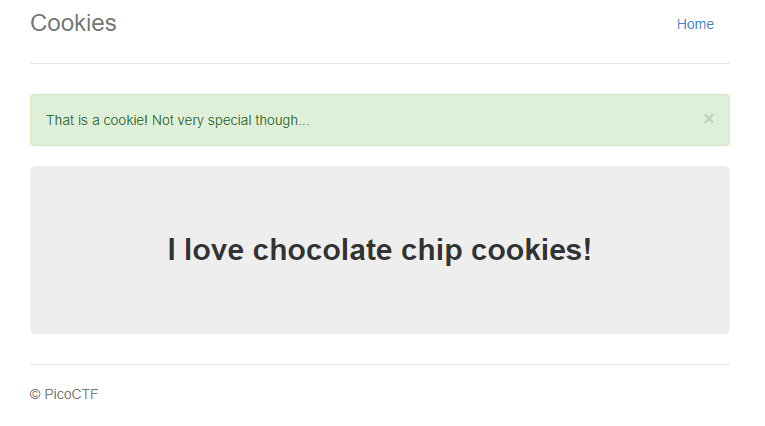 Cookies
Home
That is a cookie! Not very special though...
×
I love chocolate chip cookies!
© PicoCTF